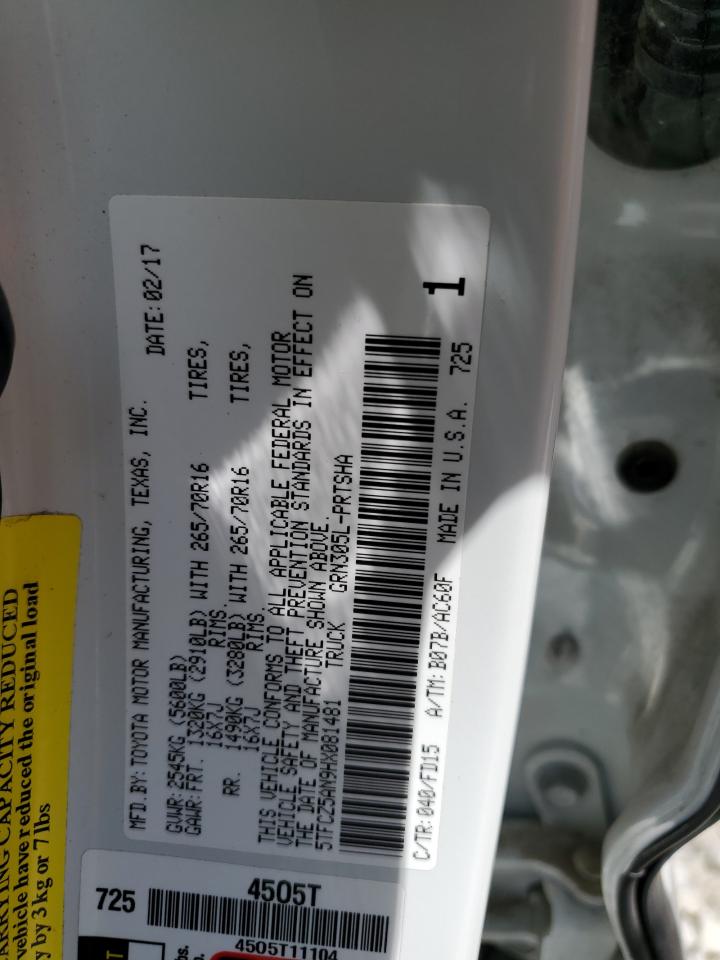 MFD.BY: TOYOTA MOTOR MANUFACTURING, TEXAS, INC. DATE: 02/17
GVWR: 2545KG (5600LB)
GAWR: FRT. 1320KG (2910LB) WITH 265/70R16 TIRES,
16X7J RIMS.
RR. 1490KG (3280LB) WITH 265/70R16 TIRES,
16X7J RIMS.
THIS VEHICLE CONFORMS TO ALL APPLICABLE FEDERAL MOTOR
VEHICLE SAFETY AND THEFT PREVENTION STANDARDS IN EFFECT ON
THE DATE OF MANUFACTURE SHOWN ABOVE.
5TFCZ5AN9HX081481 TRUCK GRN305L-PRTSHA
C/TR: 040/FD15 A/TM: B07B/AC60F MADE IN U.S.A. 725
1
CAPACITY REDUCED
vehicle have reduced the original load
by 3 kg or 7 lbs
725 4505T
4505T11104